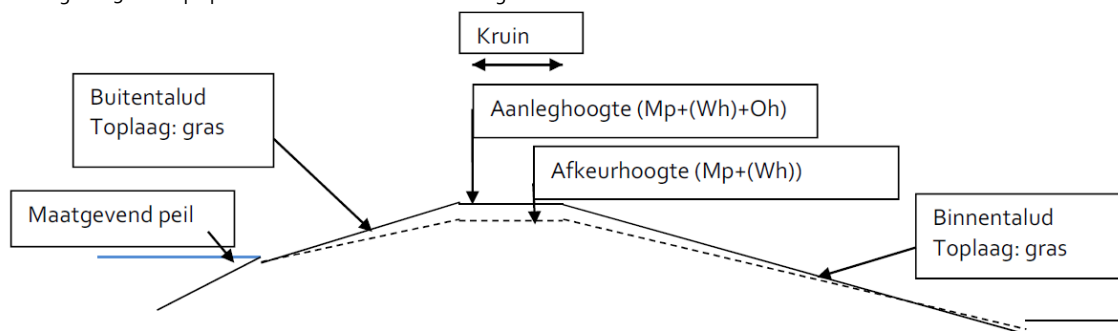 Kruin
Buitentalud
Toplaag: gras
Aanleghoogte (Mp+(Wh)+Oh)
Afkeurhoogte (Mp+(Wh))
Maatgevend peil
Binnentalud
Toplaag: gras